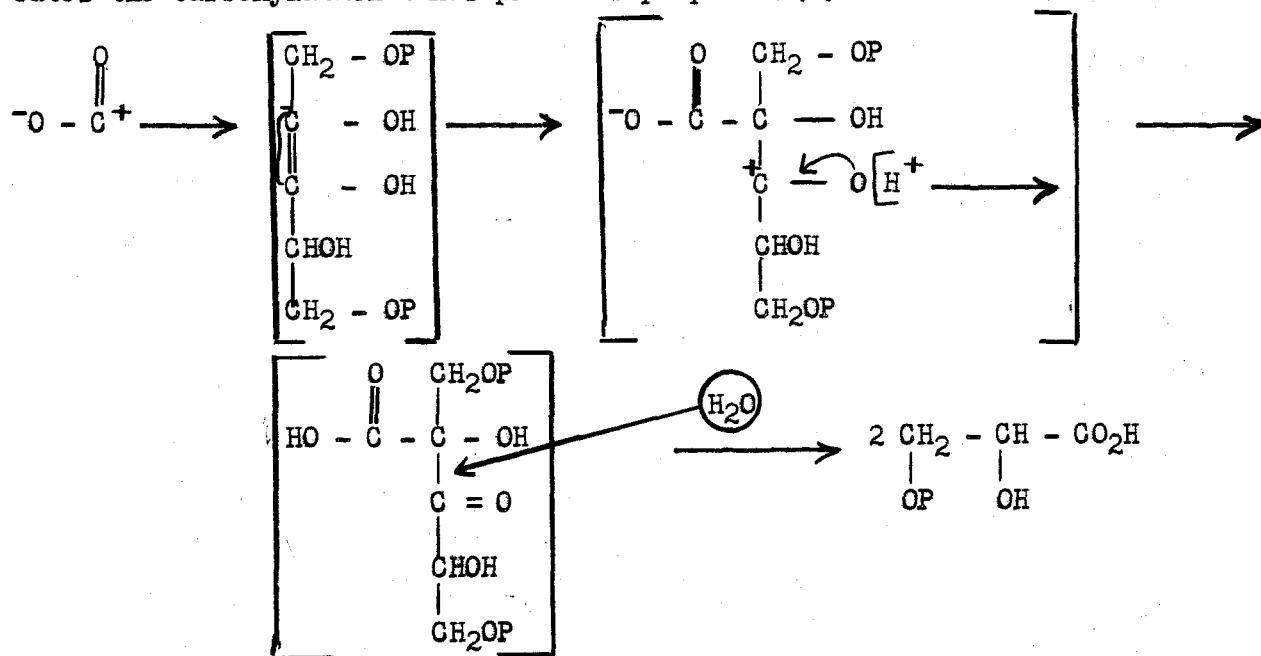 O O CH2 - OP
CH2 - OP
-O - C+ C - OH -O - C - C - OH
C - OH +C - O[H+
CHOH CHOH
CH2 - OP CH2OP
O CH2OP
H2O
HO - C - C - OH 2 CH2 - CH - CO2H
C = O OP OH
CHOH
CH2OP